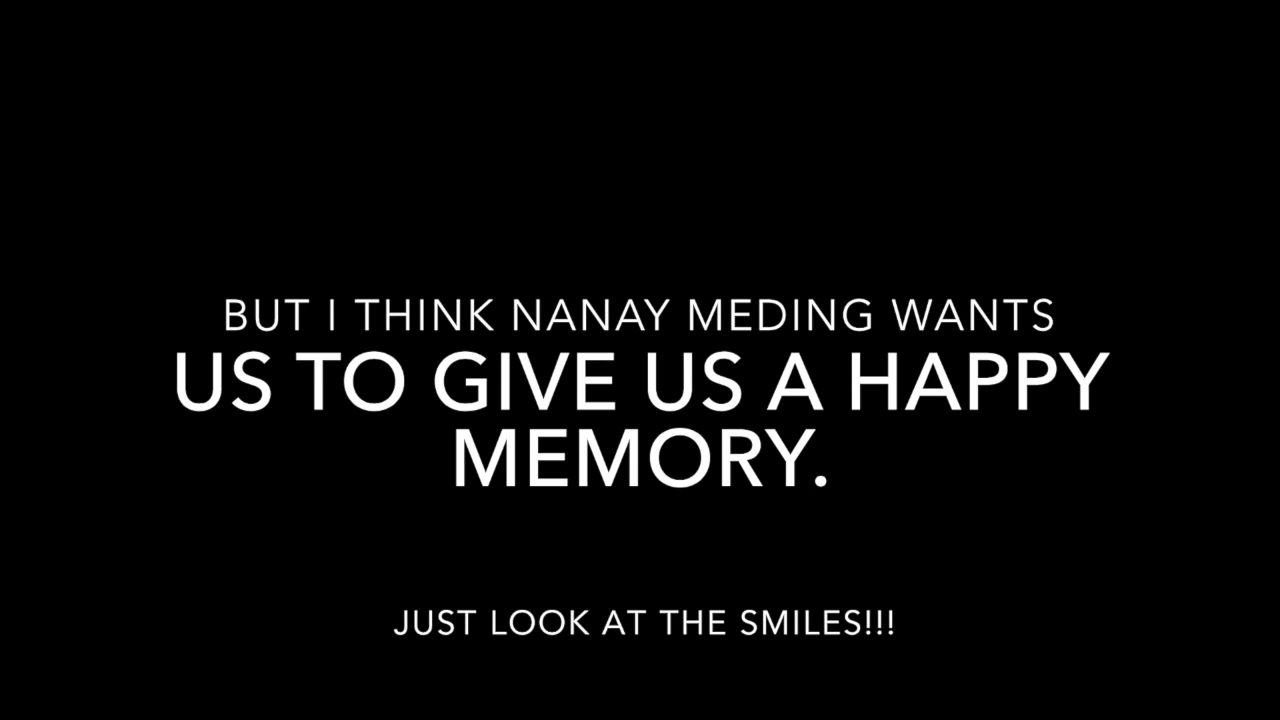 BUT I THINK NANAY MEDING WANTS
US TO GIVE US A HAPPY
MEMORY.
JUST LOOK AT THE SMILES!!!